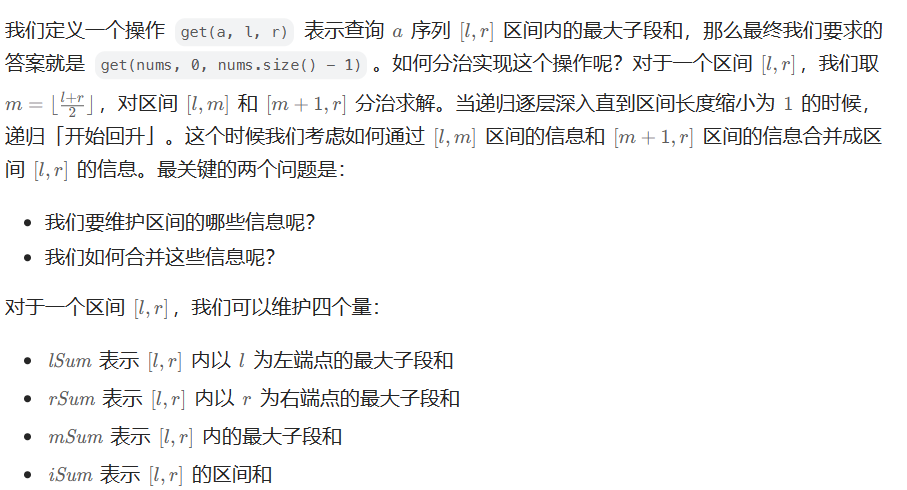 我们定义一个操作 get(a, l, r) 表示查询 a 序列 [l, r] 区间内的最大子段和，那么最终我们要求的
答案就是 get(nums, 0, nums.size() - 1) 。如何分治实现这个操作呢？对于一个区间 [l, r]，我们取
m = ⌊(l+r)/2⌋，对区间 [l, m] 和 [m + 1, r] 分治求解。当递归逐层深入直到区间长度缩小为 1 的时候，
递归「开始回升」。这个时候我们考虑如何通过 [l, m] 区间的信息和 [m + 1, r] 区间的信息合并成区
间 [l, r] 的信息。最关键的两个问题是：
• 我们要维护区间的哪些信息呢？
• 我们如何合并这些信息呢？
对于一个区间 [l, r]，我们可以维护四个量：
• lSum 表示 [l, r] 内以 l 为左端点的最大子段和
• rSum 表示 [l, r] 内以 r 为右端点的最大子段和
• mSum 表示 [l, r] 内的最大子段和
• iSum 表示 [l, r] 的区间和